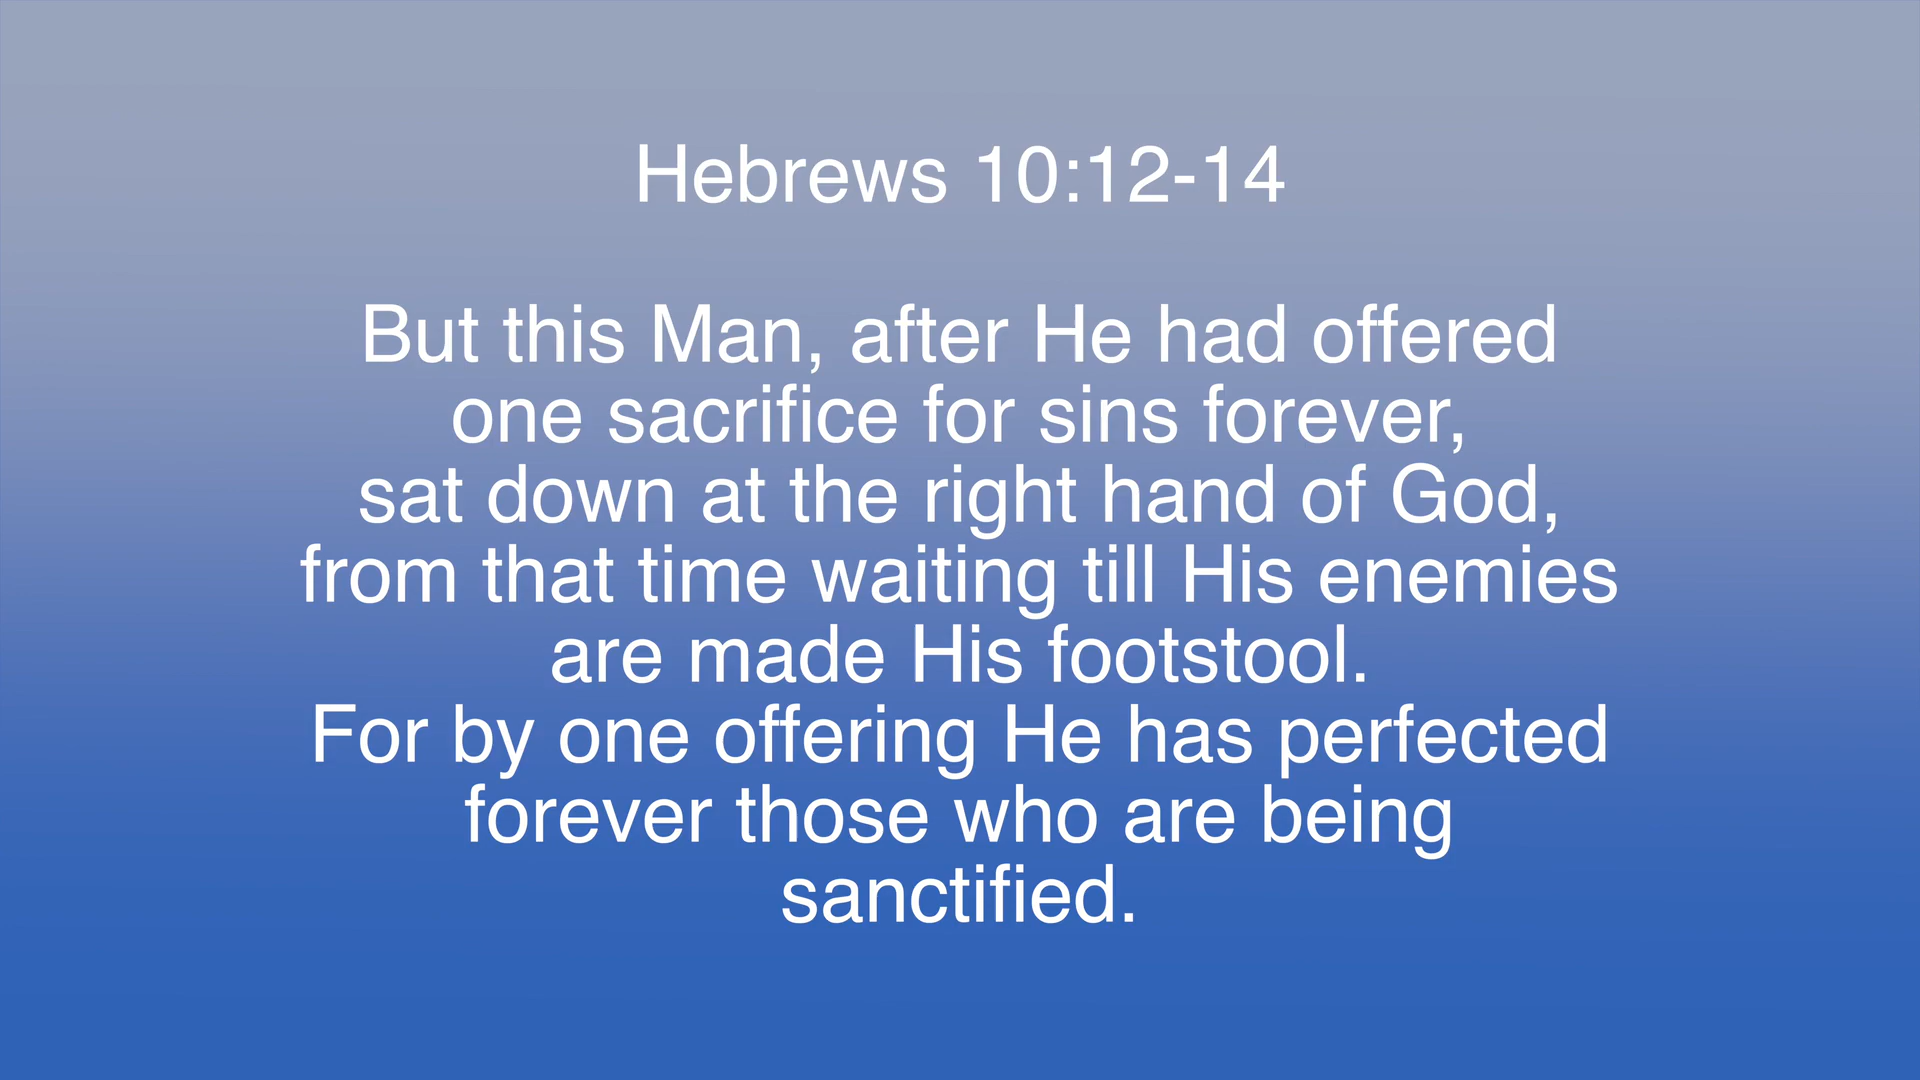 Hebrews 10:12-14
But this Man, after He had offered
one sacrifice for sins forever,
sat down at the right hand of God,
from that time waiting till His enemies
are made His footstool.
For by one offering He has perfected
forever those who are being
sanctified.